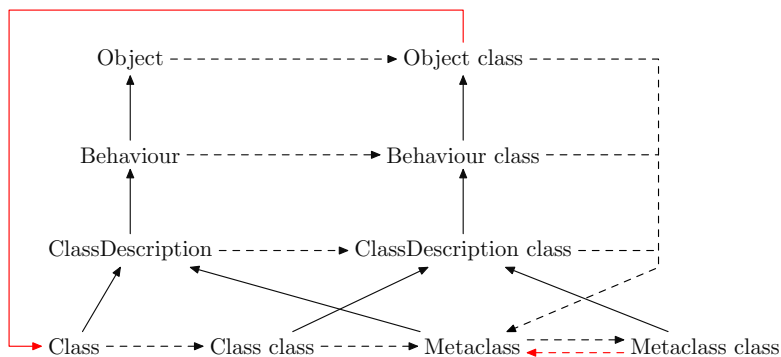 Object Object class
Behaviour Behaviour class
ClassDescription ClassDescription class
Class Class class Metaclass Metaclass class